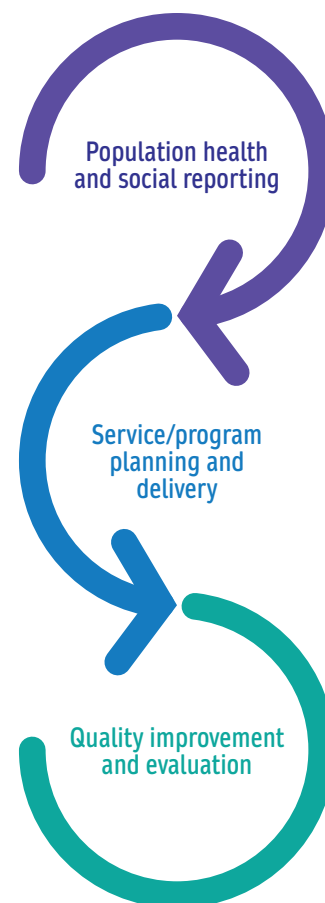 Population health
and social reporting
Service/program
planning and
delivery
Quality improvement
and evaluation